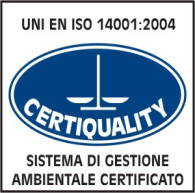 UNI EN ISO 14001:2004
CERTIQUALITY
SISTEMA DI GESTIONE
AMBIENTALE CERTIFICATO